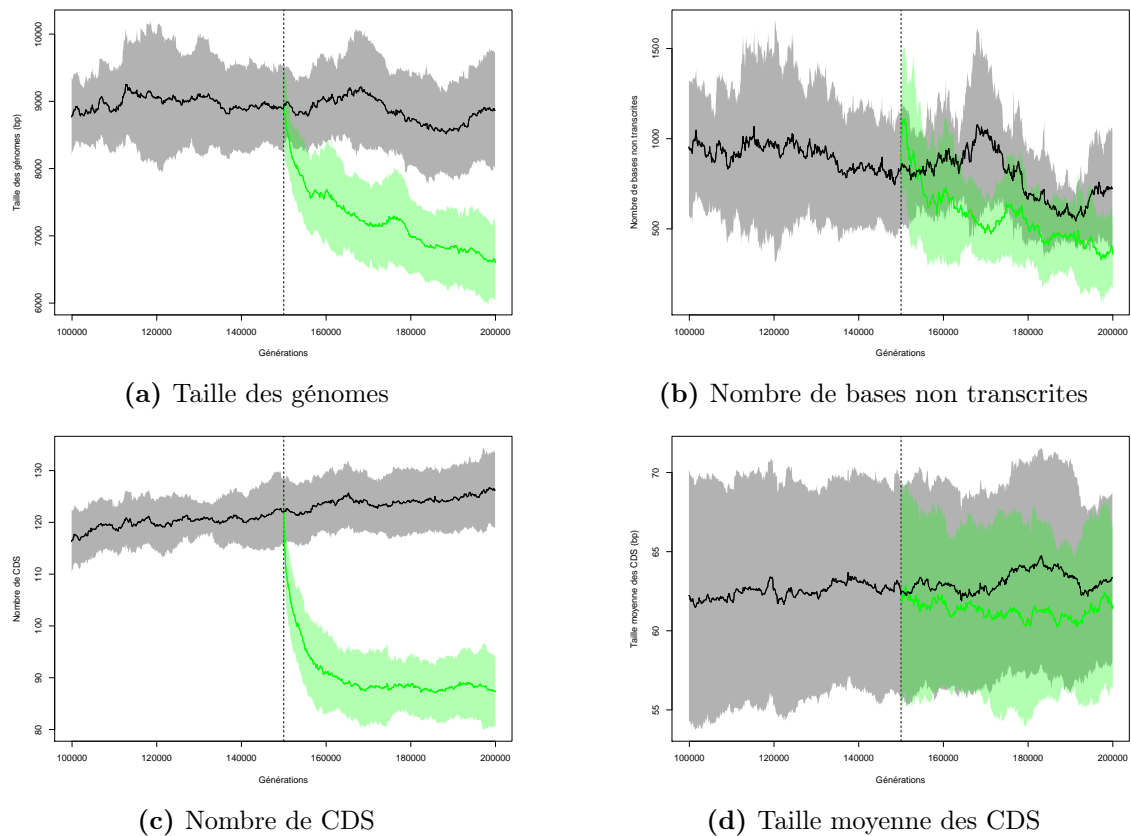 Taille des génomes (bp)
6000 7000 8000 9000 10000
100000 120000 140000 160000 180000 200000
Générations
(a) Taille des génomes
Nombre de bases non transcrites
500 1000 1500
100000 120000 140000 160000 180000 200000
Générations
(b) Nombre de bases non transcrites
Nombre de CDS
80 90 100 110 120 130
100000 120000 140000 160000 180000 200000
Générations
(c) Nombre de CDS
Taille moyenne des CDS (bp)
55 60 65 70
100000 120000 140000 160000 180000 200000
Générations
(d) Taille moyenne des CDS